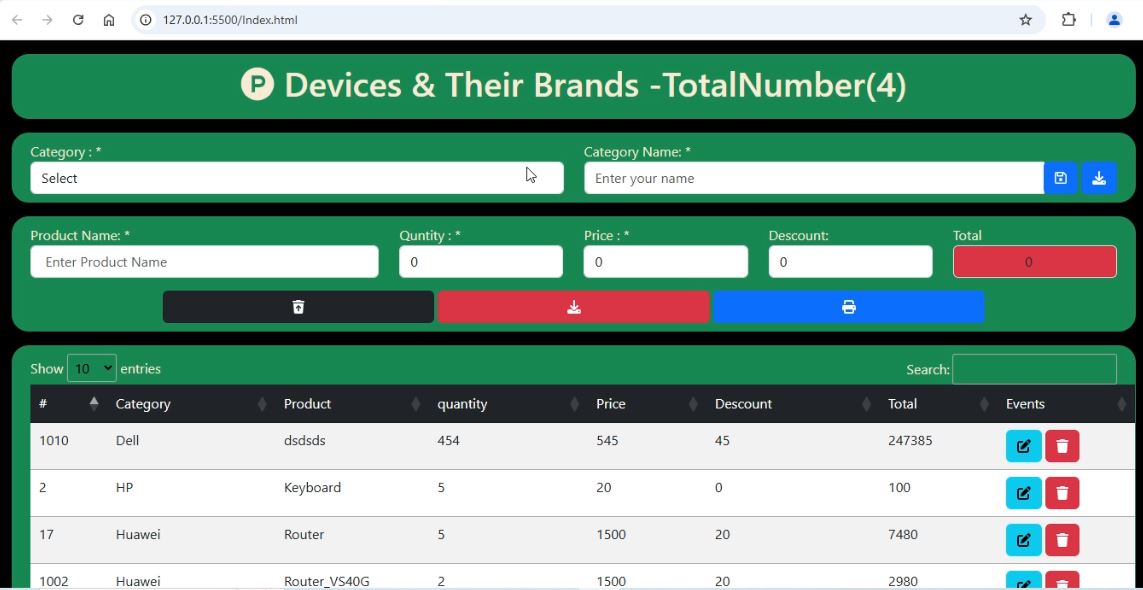 127.0.0.1:5500/Index.html
P Devices & Their Brands -TotalNumber(4)
Category : * Category Name: *
Select Enter your name
Product Name: * Quntity : * Price : * Descount: Total
Enter Product Name 0 0 0 0
Show 10 entries Search:
# Category Product quantity Price Descount Total Events
1010 Dell dsdsds 454 545 45 247385
2 HP Keyboard 5 20 0 100
17 Huawei Router 5 1500 20 7480
1002 Huawei Router_VS40G 2 1500 20 2980